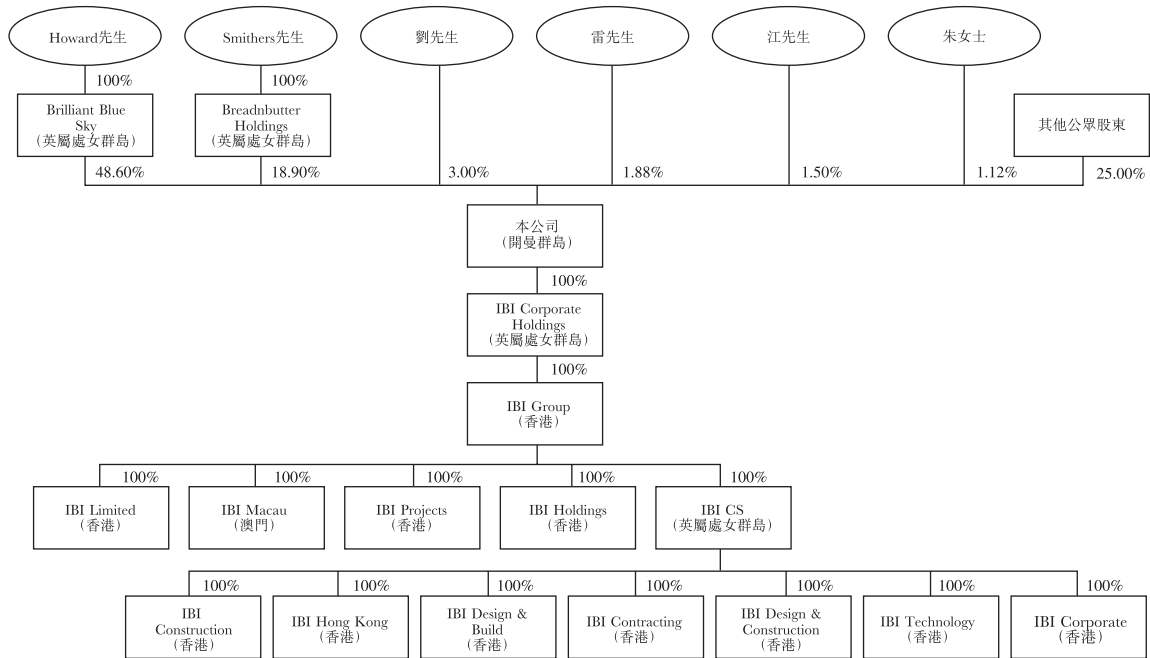 Howard先生
Smithers先生
劉先生
雷先生
江先生
朱女士
100%
100%
Brilliant Blue
Sky
(英屬處女群島)
Breadnbutter
Holdings
(英屬處女群島)
其他公眾股東
48.60%
18.90%
3.00%
1.88%
1.50%
1.12%
25.00%
本公司
(開曼群島)
100%
IBI Corporate
Holdings
(英屬處女群島)
100%
IBI Group
(香港)
100%
100%
100%
100%
100%
IBI Limited
(香港)
IBI Macau
(澳門)
IBI Projects
(香港)
IBI Holdings
(香港)
IBI CS
(英屬處女群島)
100%
100%
100%
100%
100%
100%
100%
IBI
Construction
(香港)
IBI Hong Kong
(香港)
IBI Design &
Build
(香港)
IBI Contracting
(香港)
IBI Design &
Construction
(香港)
IBI Technology
(香港)
IBI Corporate
(香港)